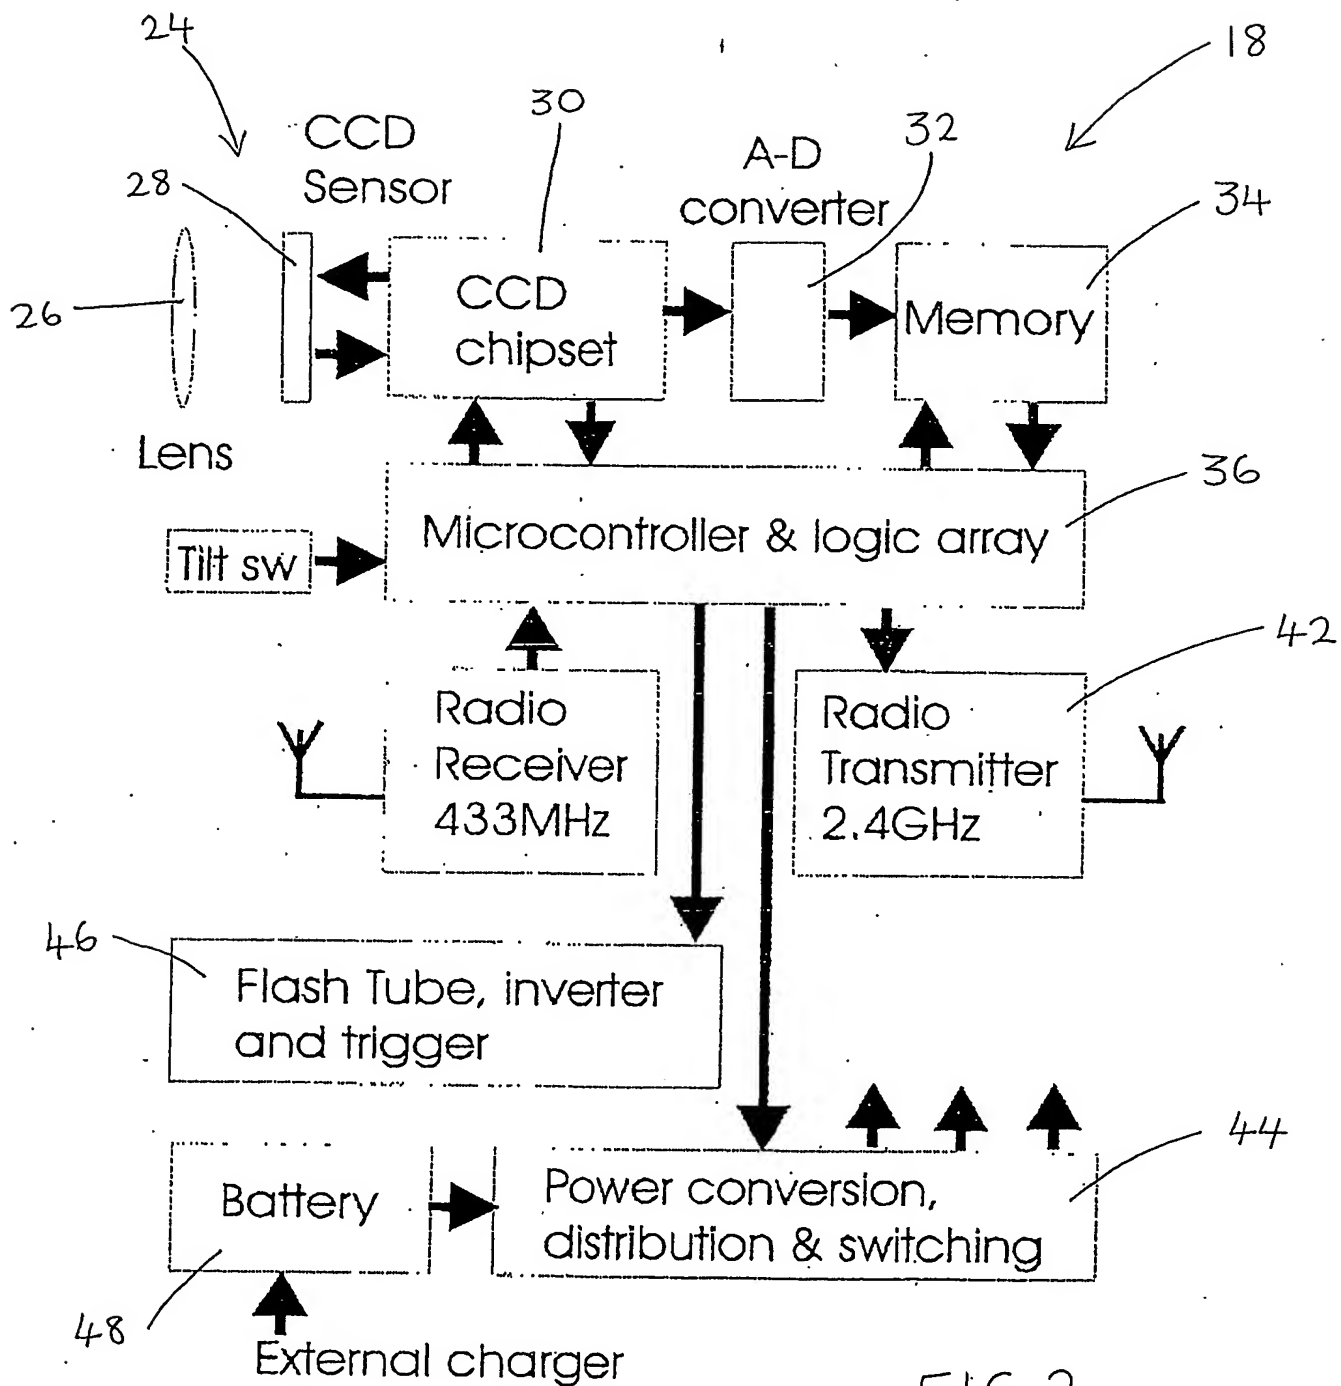 24
18
30
CCD
Sensor
A-D
converter
32
28
34
26
CCD
chipset
Memory
Lens
36
Microcontroller & logic array
Tilt sw
42
Radio
Receiver
433MHz
Radio
Transmitter
2.4GHz
46
Flash Tube, inverter
and trigger
44
Battery
Power conversion,
distribution & switching
48
External charger